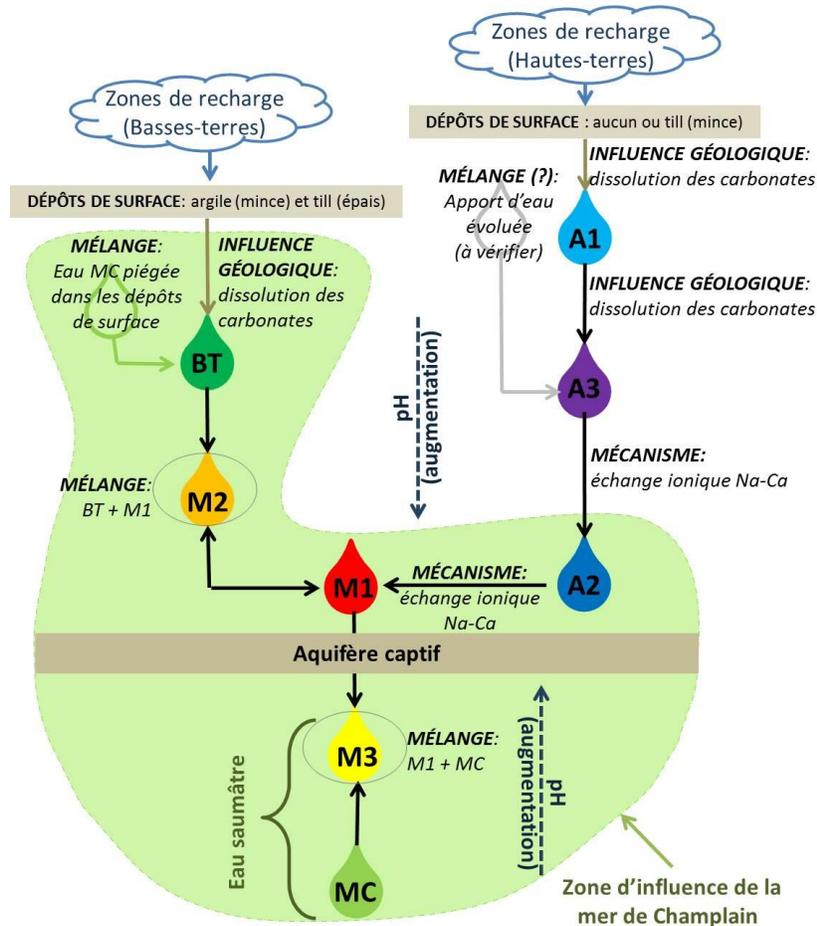 Zones de recharge
(Hautes-terres)
Zones de recharge
(Basses-terres)
DÉPÔTS DE SURFACE : aucun ou till (mince)
INFLUENCE GÉOLOGIQUE:
dissolution des carbonates
MÉLANGE (?):
Apport d'eau
évoluée
(à vérifier)
A1
DÉPÔTS DE SURFACE: argile (mince) et till (épais)
MÉLANGE:
Eau MC piégée
dans les dépôts
de surface
INFLUENCE
GÉOLOGIQUE:
dissolution des
carbonates
BT
INFLUENCE GÉOLOGIQUE:
dissolution des carbonates
A3
pH
(augmentation)
MÉCANISME:
échange ionique Na-Ca
MÉLANGE:
BT + M1
M2
M1
MÉCANISME:
échange ionique
Na-Ca
A2
Aquifère captif
M3
MÉLANGE:
M1 + MC
Eau saumâtre
pH
(augmentation)
MC
Zone d'influence de la
mer de Champlain